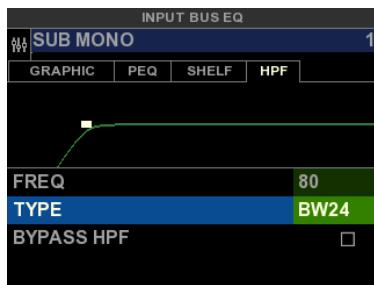 INPUT BUS EQ
SUB MONO 1
GRAPHIC PEQ SHELF HPF
FREQ 80
TYPE BW24
BYPASS HPF